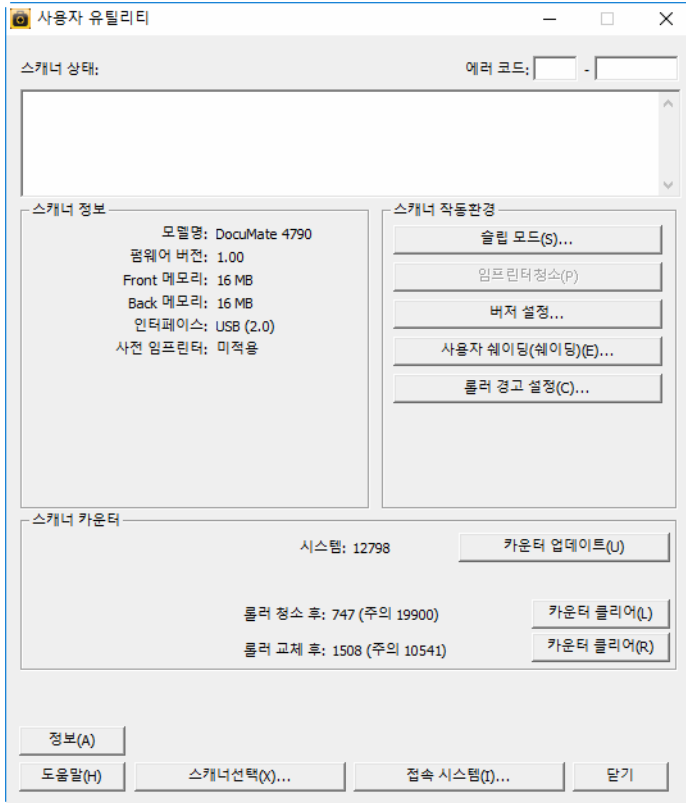 사용자 유틸리티
스캐너 상태: 에러 코드: -
스캐너 정보
모델명: DocuMate 4790
펌웨어 버전: 1.00
Front 메모리: 16 MB
Back 메모리: 16 MB
인터페이스: USB (2.0)
사전 임프린터: 미적용
스캐너 작동환경
슬립 모드(S)...
임프린터청소(P)
버저 설정...
사용자 쉐이딩(쉐이딩)(E)...
롤러 경고 설정(C)...
스캐너 카운터
시스템: 12798 카운터 업데이트(U)
롤러 청소 후: 747 (주의 19900) 카운터 클리어(L)
롤러 교체 후: 1508 (주의 10541) 카운터 클리어(R)
정보(A)
도움말(H) 스캐너선택(X)... 접속 시스템(I)... 닫기